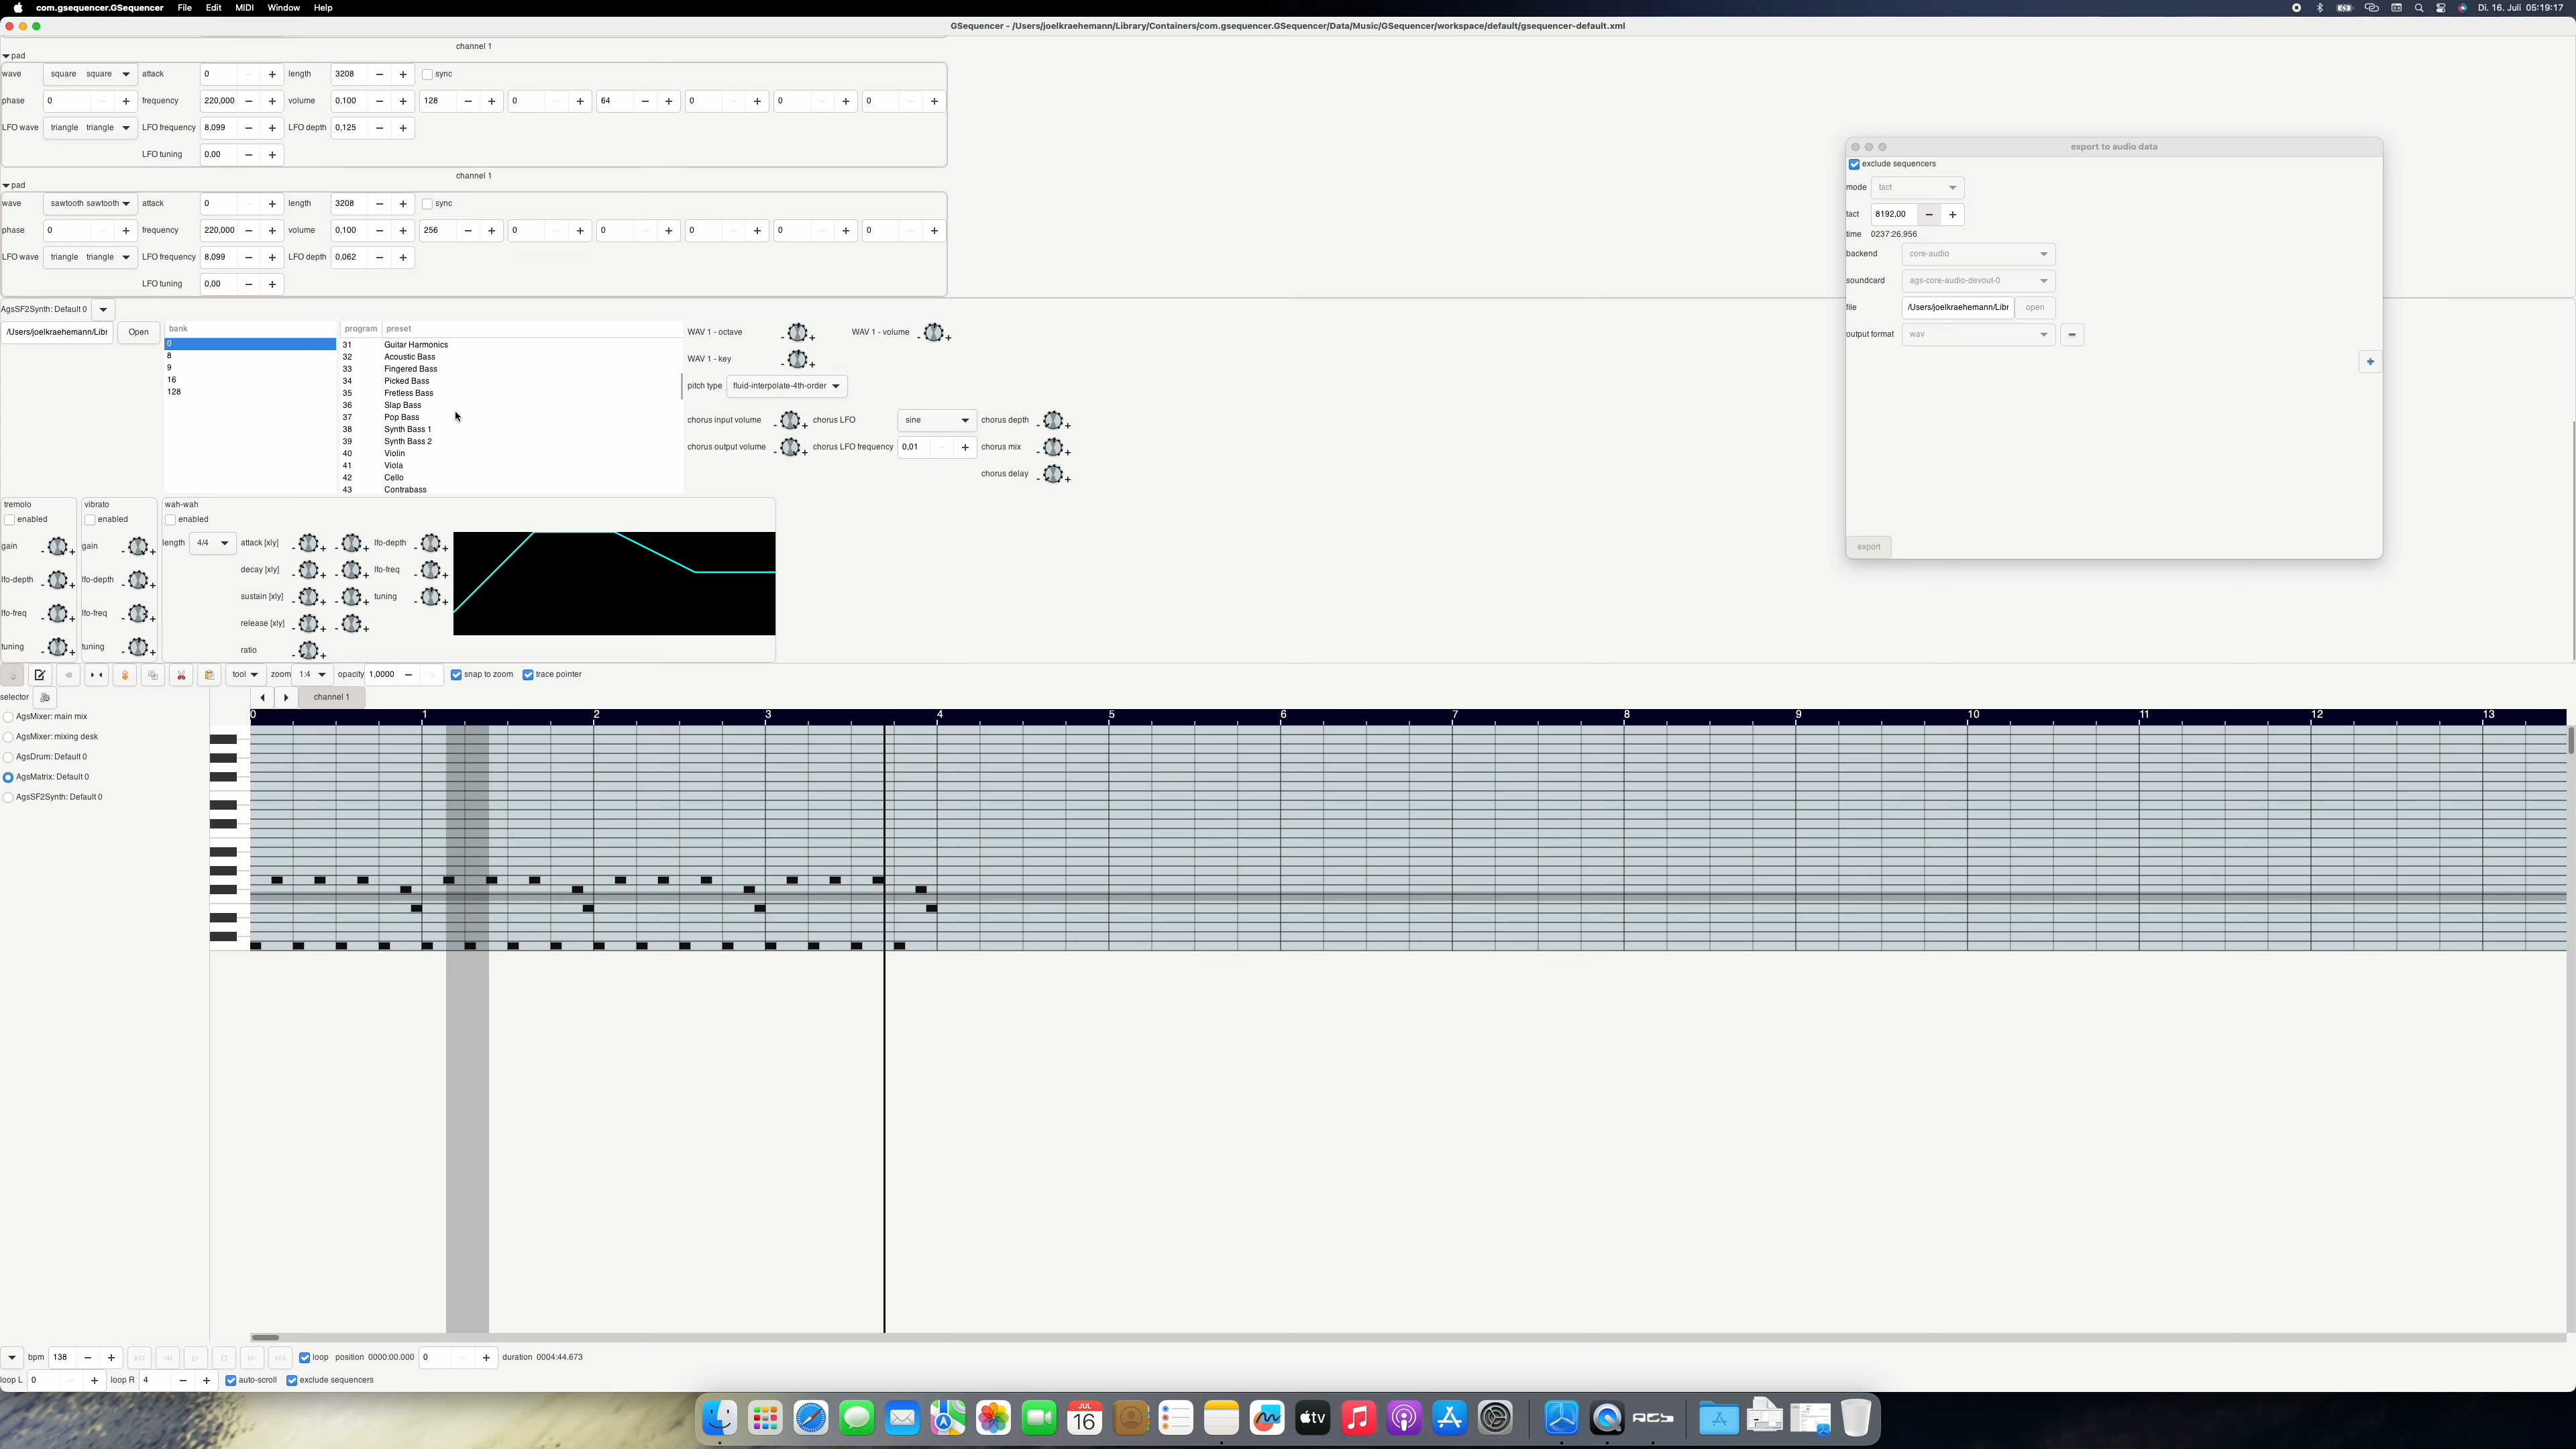 com.gsequencer.GSequencer File Edit MIDI Window Help Di. 16. Juli 05:19:17
GSequencer - /Users/joelkraehemann/Library/Containers/com.gsequencer.GSequencer/Data/Music/GSequencer/workspace/default/gsequencer-default.xml
channel 1
pad
wave square square attack 0 length 3208 sync
phase 0 frequency 220,000 volume 0,100 128 0 64 0 0 0
LFO wave triangle triangle LFO frequency 8,099 LFO depth 0,125
LFO tuning 0,00
channel 1
pad
wave sawtooth sawtooth attack 0 length 3208 sync
phase 0 frequency 220,000 volume 0,100 256 0 0 0 0 0
LFO wave triangle triangle LFO frequency 8,099 LFO depth 0,062
LFO tuning 0,00
export to audio data
exclude sequencers
mode tact
tact 8192,00
time 0237:26.956
backend core-audio
soundcard ags-core-audio-devout-0
file /Users/joelkraehemann/Libr open
output format wav
export
AgsSF2Synth: Default 0
/Users/joelkraehemann/Libr Open
bank
0
8
9
16
128
program preset
31 Guitar Harmonics
32 Acoustic Bass
33 Fingered Bass
34 Picked Bass
35 Fretless Bass
36 Slap Bass
37 Pop Bass
38 Synth Bass 1
39 Synth Bass 2
40 Violin
41 Viola
42 Cello
43 Contrabass
WAV 1 - octave WAV 1 - volume
WAV 1 - key
pitch type fluid-interpolate-4th-order
chorus input volume chorus LFO sine chorus depth
chorus output volume chorus LFO frequency 0,01 chorus mix
chorus delay
tremolo
enabled
gain
lfo-depth
lfo-freq
tuning
vibrato
enabled
gain
lfo-depth
lfo-freq
tuning
wah-wah
enabled
length 4/4 attack [x|y] lfo-depth
decay [x|y] lfo-freq
sustain [x|y] tuning
release [x|y]
ratio
tool zoom 1:4 opacity 1,0000 snap to zoom trace pointer
selector channel 1
AgsMixer: main mix
AgsMixer: mixing desk
AgsDrum: Default 0
AgsMatrix: Default 0
AgsSF2Synth: Default 0
0 1 2 3 4 5 6 7 8 9 10 11 12 13
bpm 138 loop position 0000:00.000 0 duration 0004:44.673
loop L 0 loop R 4 auto-scroll exclude sequencers
JUL
16
tv